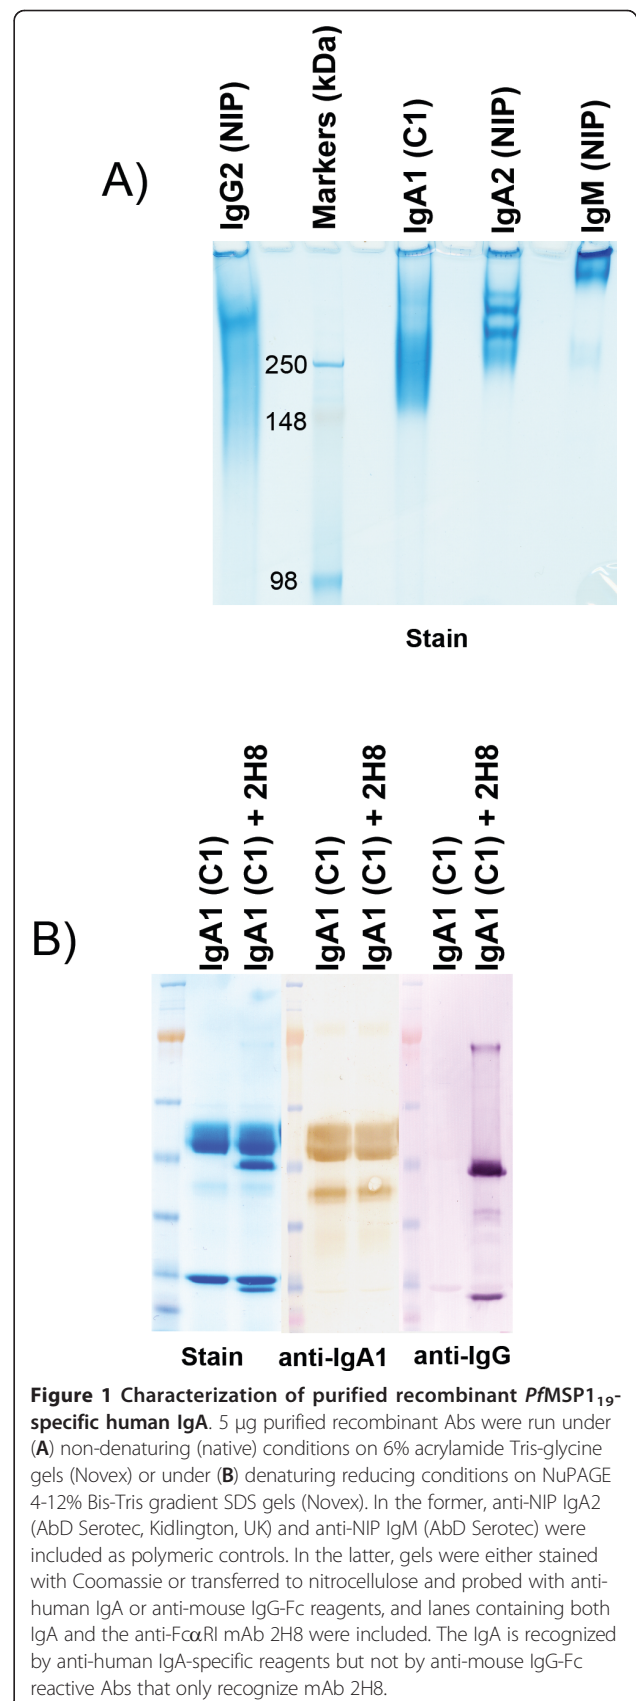 A)
IgG2 (NIP)
Markers (kDa)
IgA1 (C1)
IgA2 (NIP)
IgM (NIP)
250
148
98
Stain
B)
IgA1 (C1)
IgA1 (C1) + 2H8
IgA1 (C1)
IgA1 (C1) + 2H8
IgA1 (C1)
IgA1 (C1) + 2H8
Stain
anti-IgA1
anti-IgG
Figure 1 Characterization of purified recombinant PfMSP1₁₉-
specific human IgA. 5 μg purified recombinant Abs were run under
(A) non-denaturing (native) conditions on 6% acrylamide Tris-glycine
gels (Novex) or under (B) denaturing reducing conditions on NuPAGE
4-12% Bis-Tris gradient SDS gels (Novex). In the former, anti-NIP IgA2
(AbD Serotec, Kidlington, UK) and anti-NIP IgM (AbD Serotec) were
included as polymeric controls. In the latter, gels were either stained
with Coomassie or transferred to nitrocellulose and probed with anti-
human IgA or anti-mouse IgG-Fc reagents, and lanes containing both
IgA and the anti-FcαRI mAb 2H8 were included. The IgA is recognized
by anti-human IgA-specific reagents but not by anti-mouse IgG-Fc
reactive Abs that only recognize mAb 2H8.